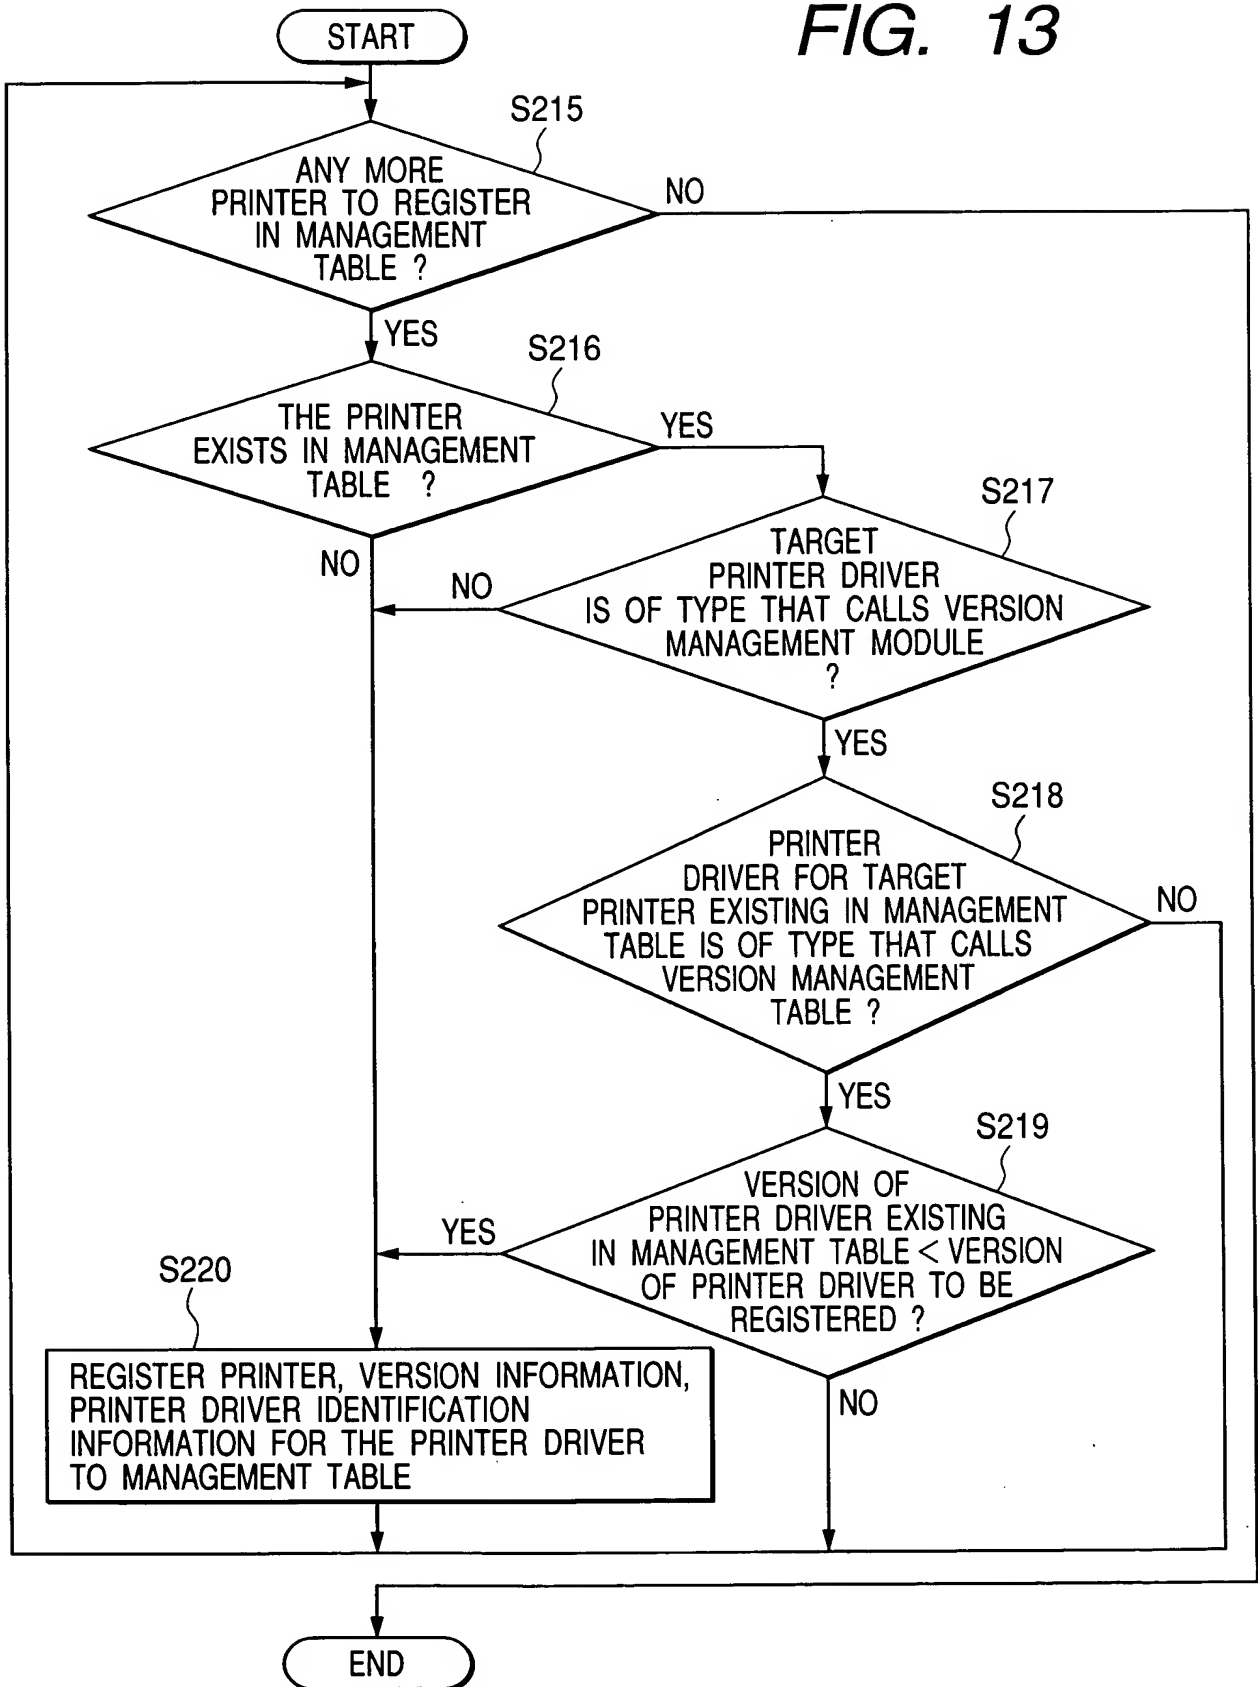 FIG. 13
START
S215
ANY MORE
PRINTER TO REGISTER
IN MANAGEMENT
TABLE ?
NO
YES
S216
THE PRINTER
EXISTS IN MANAGEMENT
TABLE ?
YES
NO
S217
TARGET
PRINTER DRIVER
IS OF TYPE THAT CALLS VERSION
MANAGEMENT MODULE
?
NO
YES
S218
PRINTER
DRIVER FOR TARGET
PRINTER EXISTING IN MANAGEMENT
TABLE IS OF TYPE THAT CALLS
VERSION MANAGEMENT
TABLE ?
NO
YES
S219
VERSION OF
PRINTER DRIVER EXISTING
IN MANAGEMENT TABLE < VERSION
OF PRINTER DRIVER TO BE
REGISTERED ?
YES
NO
S220
REGISTER PRINTER, VERSION INFORMATION,
PRINTER DRIVER IDENTIFICATION
INFORMATION FOR THE PRINTER DRIVER
TO MANAGEMENT TABLE
END